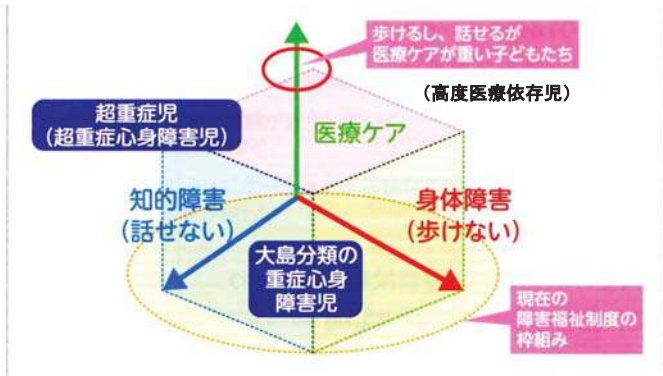 歩けるし、話せるが
医療ケアが重い子どもたち
（高度医療依存児）
超重症児
（超重症心身障害児）
医療ケア
知的障害
（話せない）
身体障害
（歩けない）
大島分類の
重症心身
障害児
現在の
障害福祉制度の
枠組み